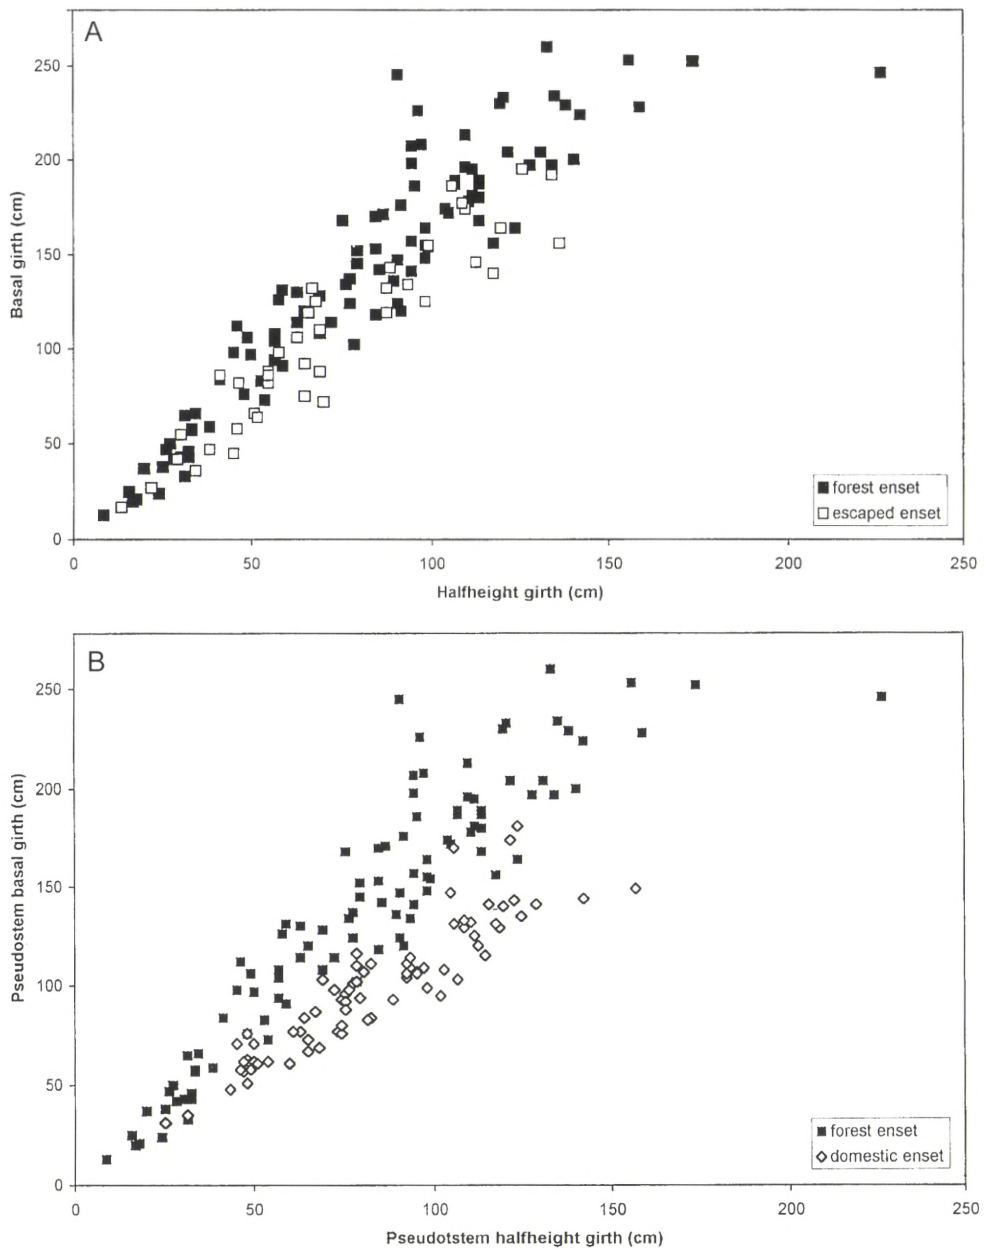 A
250
200
150
100
50
0
Basal girth (cm)
forest enset
escaped enset
0 50 100 150 200 250
Halfheight girth (cm)
B
250
200
150
100
50
0
Pseudostem basal girth (cm)
forest enset
domestic enset
0 50 100 150 200 250
Pseudotstem halfheight girth (cm)